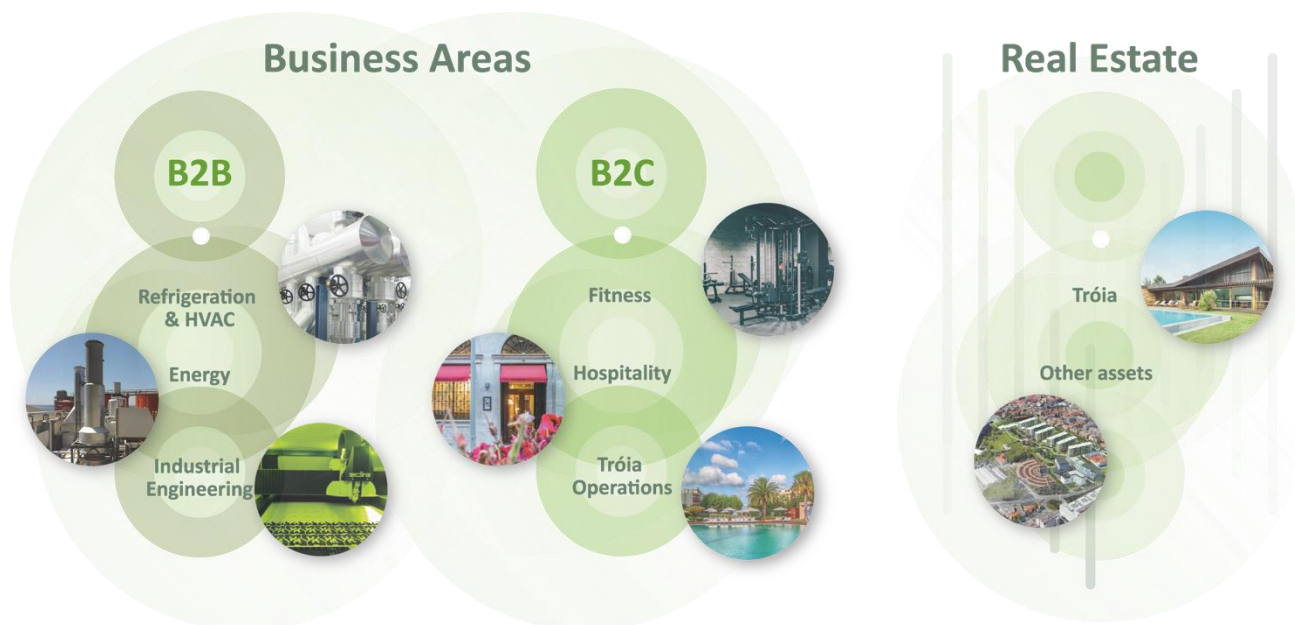 Business Areas
B2B
Refrigeration
& HVAC
Energy
Industrial
Engineering
B2C
Fitness
Hospitality
Tróia
Operations
Real Estate
Tróia
Other assets